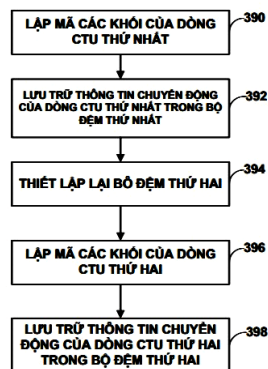 LẬP MÃ CÁC KHỐI CỦA DÒNG
CTU THỨ NHẤT
390
LƯU TRỮ THÔNG TIN CHUYỂN ĐỘNG
CỦA DÒNG CTU THỨ NHẤT TRONG BỘ
ĐỆM THỨ NHẤT
392
THIẾT LẬP LẠI BỘ ĐỆM THỨ HAI
394
LẬP MÃ CÁC KHỐI CỦA DÒNG
CTU THỨ HAI
396
LƯU TRỮ THÔNG TIN CHUYỂN
ĐỘNG CỦA DÒNG CTU THỨ HAI
TRONG BỘ ĐỆM THỨ HAI
398